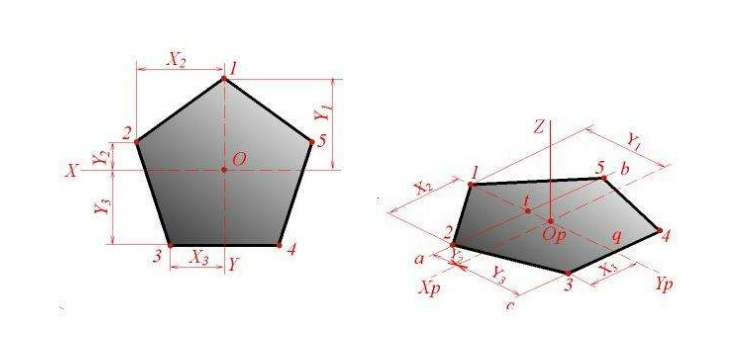 X₂
1
Y₁
2
5
Y₂
X
O
Y₃
3
X₃
Y
4
Z
Y₁
1
5
b
X₂
t
2
Op
q
4
a
Y₂
Xp
Y₃
c
3
X₃
Yp